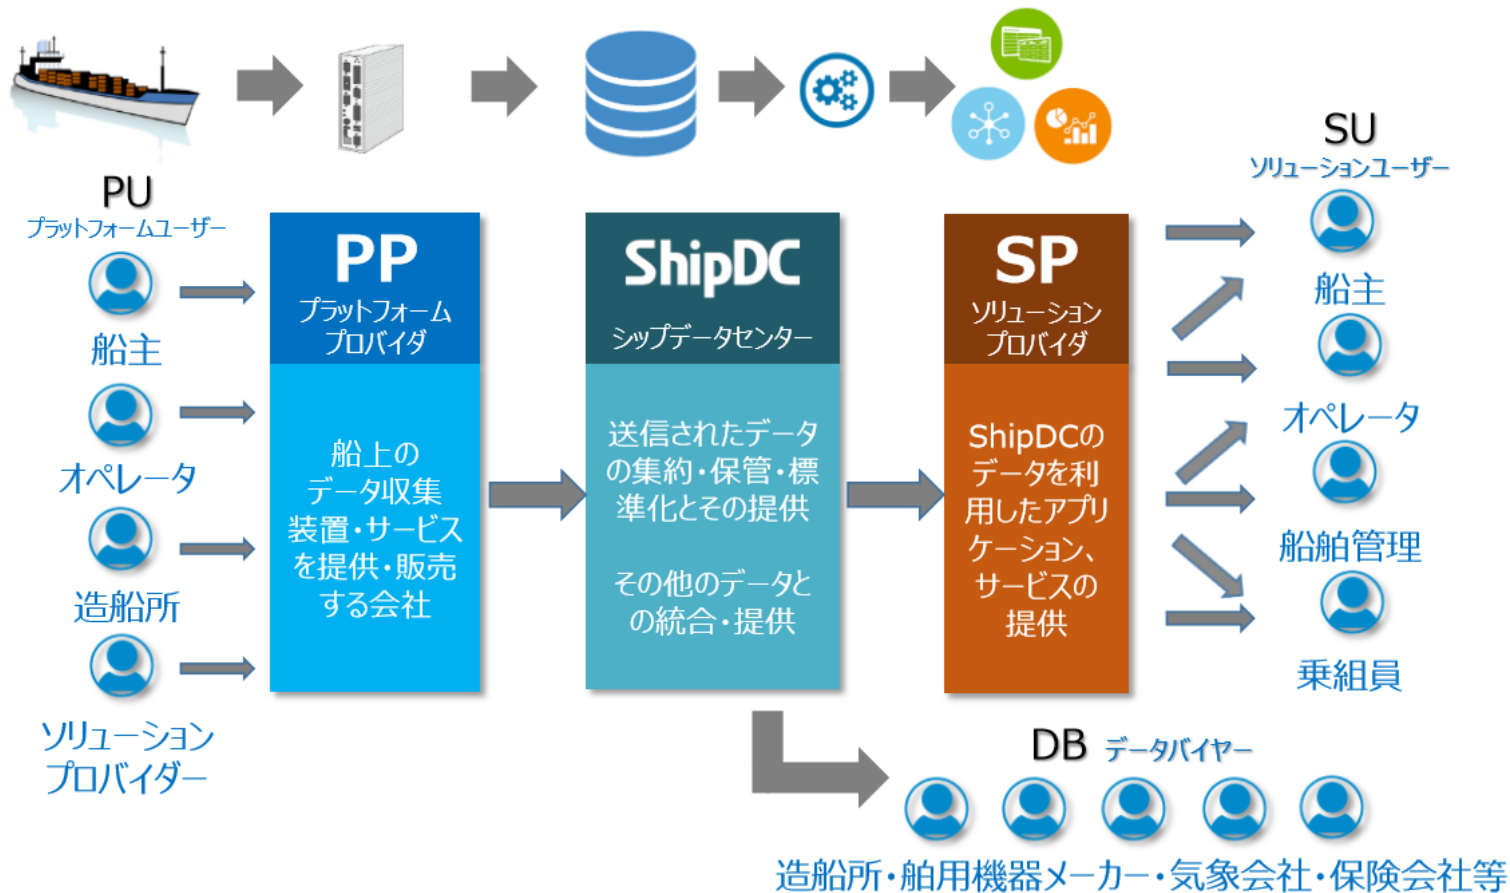 PU
プラットフォームユーザー
船主
オペレータ
造船所
ソリューション
プロバイダー
PP
プラットフォーム
プロバイダ
船上の
データ収集
装置・サービス
を提供・販売
する会社
ShipDC
シップデータセンター
送信されたデータ
の集約・保管・標
準化とその提供
その他のデータと
の統合・提供
SP
ソリューション
プロバイダ
ShipDCの
データを利
用したアプリ
ケーション、
サービスの
提供
SU
ソリューションユーザー
船主
オペレータ
船舶管理
乗組員
DB データバイヤー
造船所・舶用機器メーカー・気象会社・保険会社等